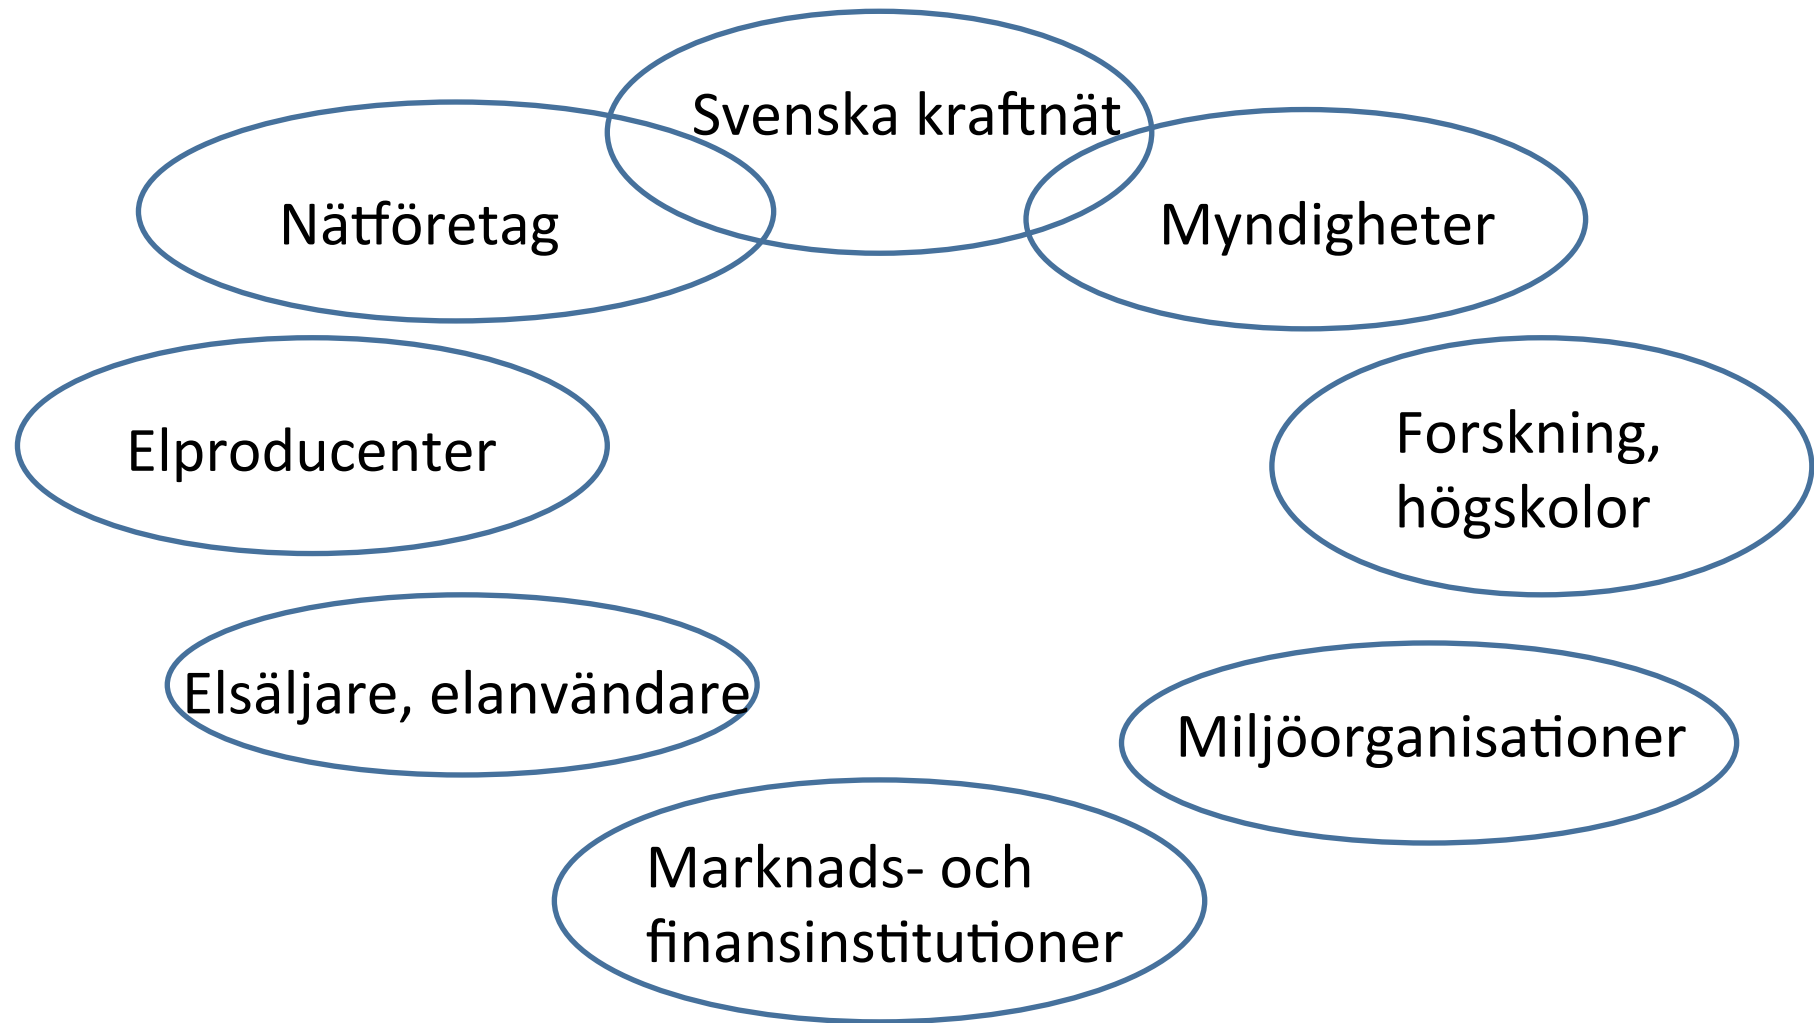 Svenska kraftnät
Nätföretag
Myndigheter
Elproducenter
Forskning,
högskolor
Elsäljare, elanvändare
Miljöorganisationer
Marknads- och
finansinstitutioner